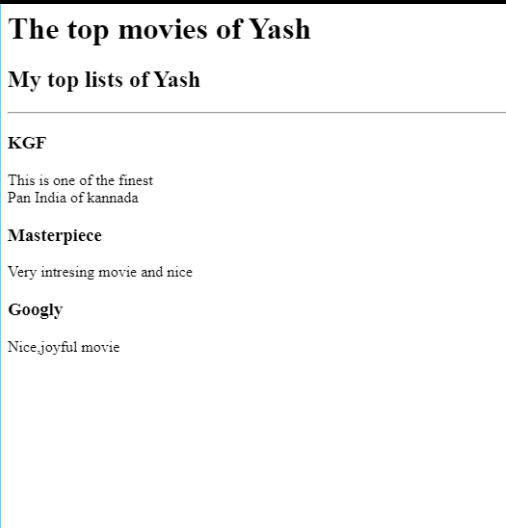 The top movies of Yash
My top lists of Yash
KGF
This is one of the finest
Pan India of kannada
Masterpiece
Very intresing movie and nice
Googly
Nice,joyful movie